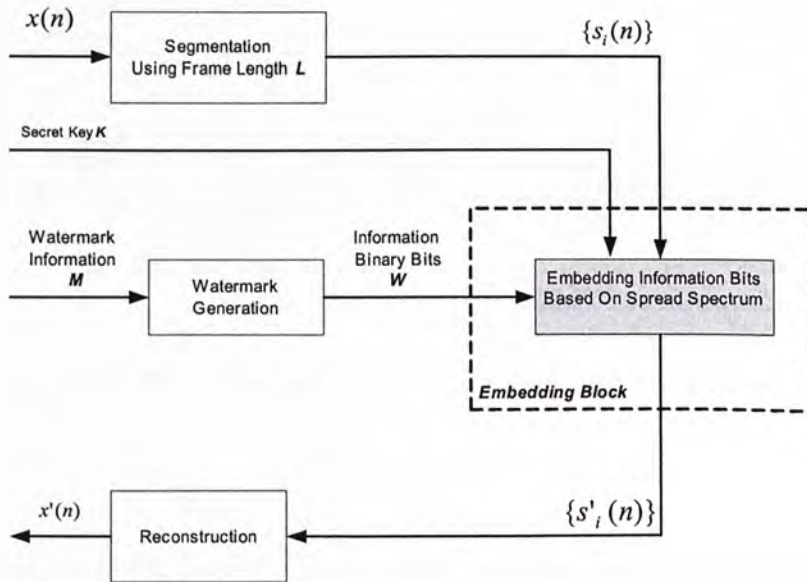 x(n)
Segmentation
Using Frame Length L
{s_i(n)}
Secret Key K
Watermark
Information
M
Watermark
Generation
Information
Binary Bits
W
Embedding Information Bits
Based On Spread Spectrum
Embedding Block
x'(n)
Reconstruction
{s'_i(n)}